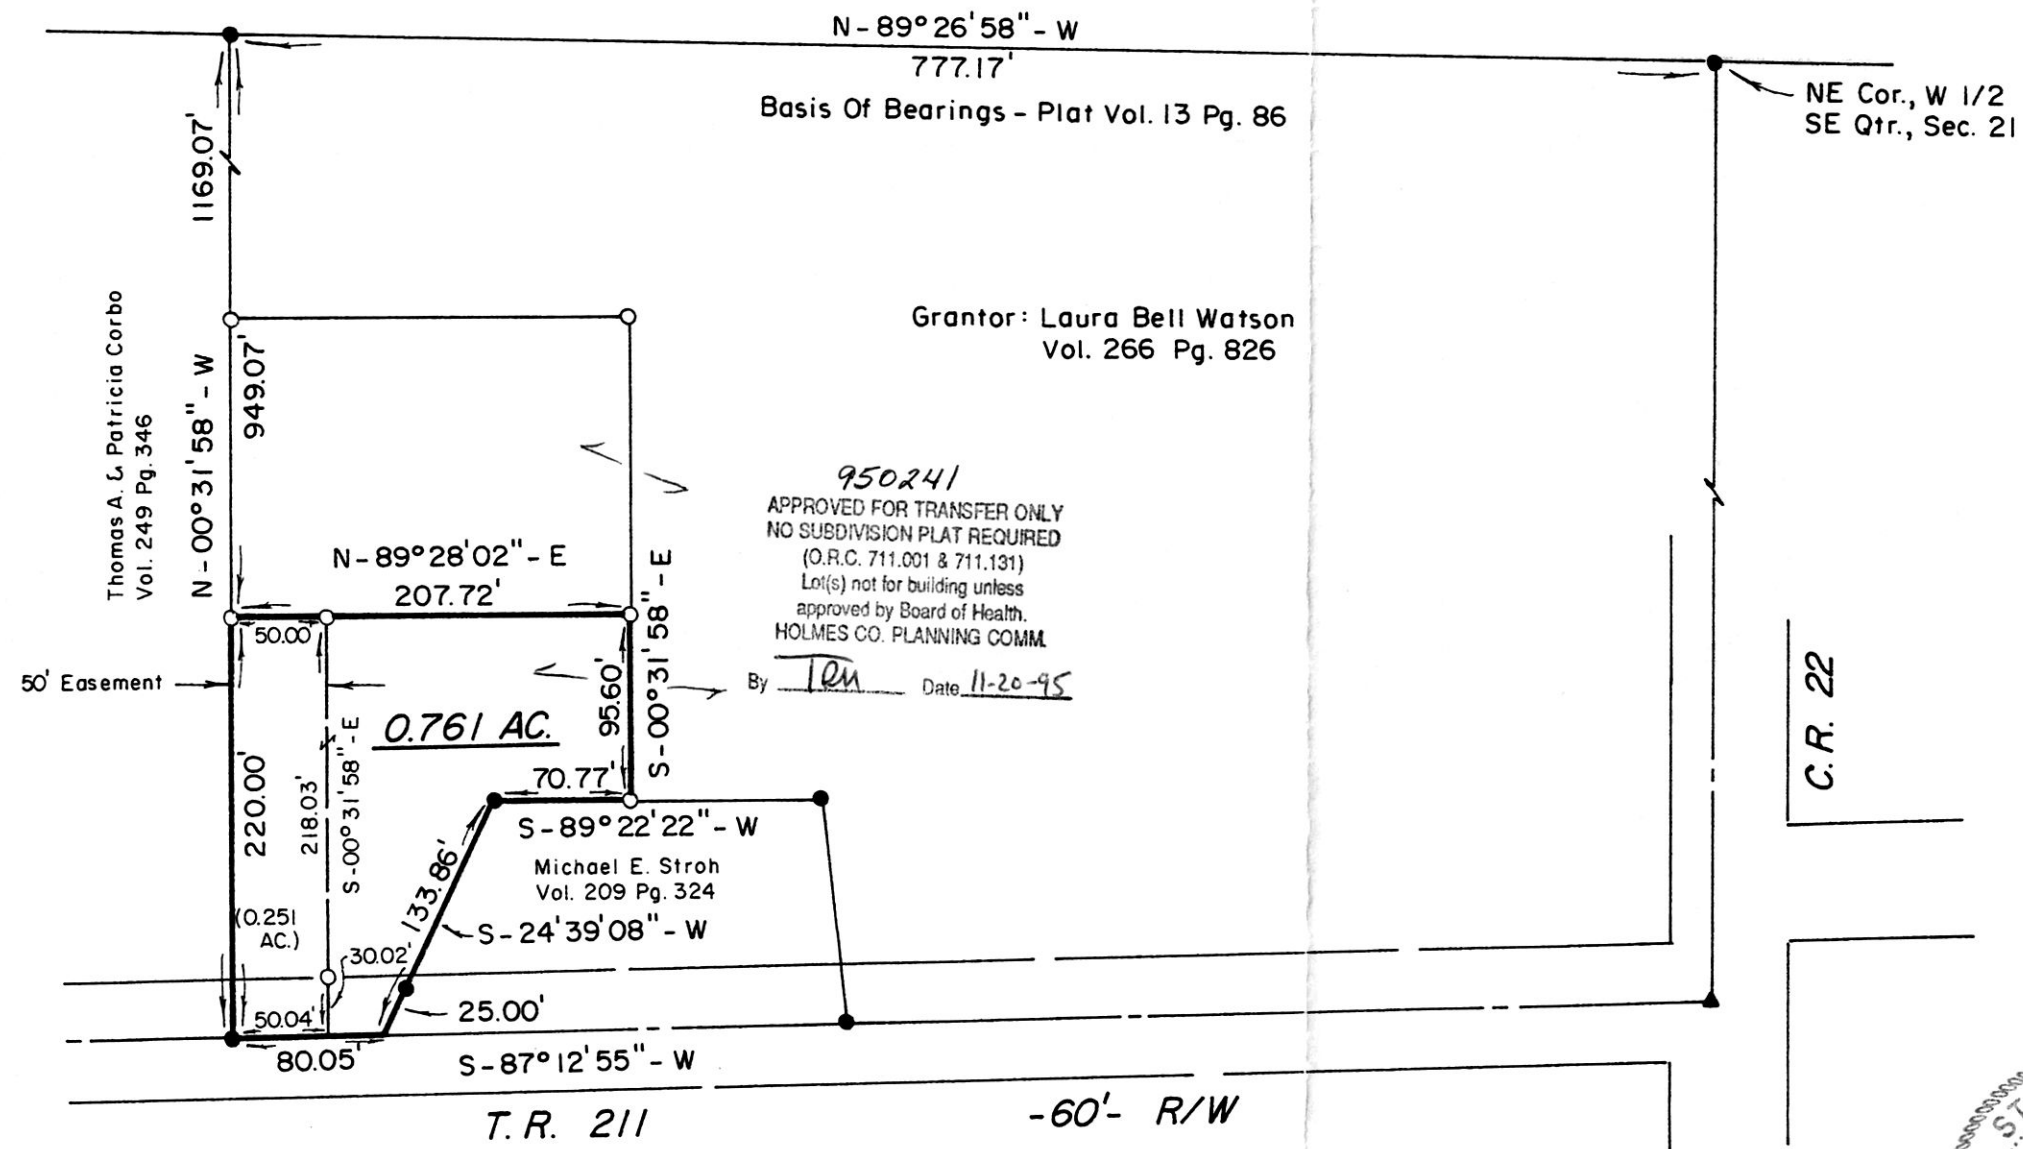 N-89°26'58"-W
777.17'
Basis Of Bearings - Plat Vol. 13 Pg. 86
NE Cor., W 1/2
SE Qtr., Sec. 21
1169.07'
Grantor: Laura Bell Watson
Vol. 266 Pg. 826
Thomas A. & Patricia Corbo
Vol. 249 Pg. 346
N-00°31'58"-W
949.07'
950241
APPROVED FOR TRANSFER ONLY
NO SUBDIVISION PLAT REQUIRED
(O.R.C. 711.001 & 711.131)
Lot(s) not for building unless
approved by Board of Health.
HOLMES CO. PLANNING COMM.
By Date 11-20-95
N-89°28'02"-E
207.72'
50.00'
50' Easement
0.761 AC.
95.60'
S-00°31'58"-E
C.R. 22
220.00'
218.03'
S-00°31'58"-E
70.77'
S-89°22'22"-W
Michael E. Stroh
Vol. 209 Pg. 324
133.86'
S-24'39'08"-W
(0.251
AC.)
30.02'
25.00'
50.04'
80.05'
S-87°12'55"-W
T.R. 211
-60'- R/W